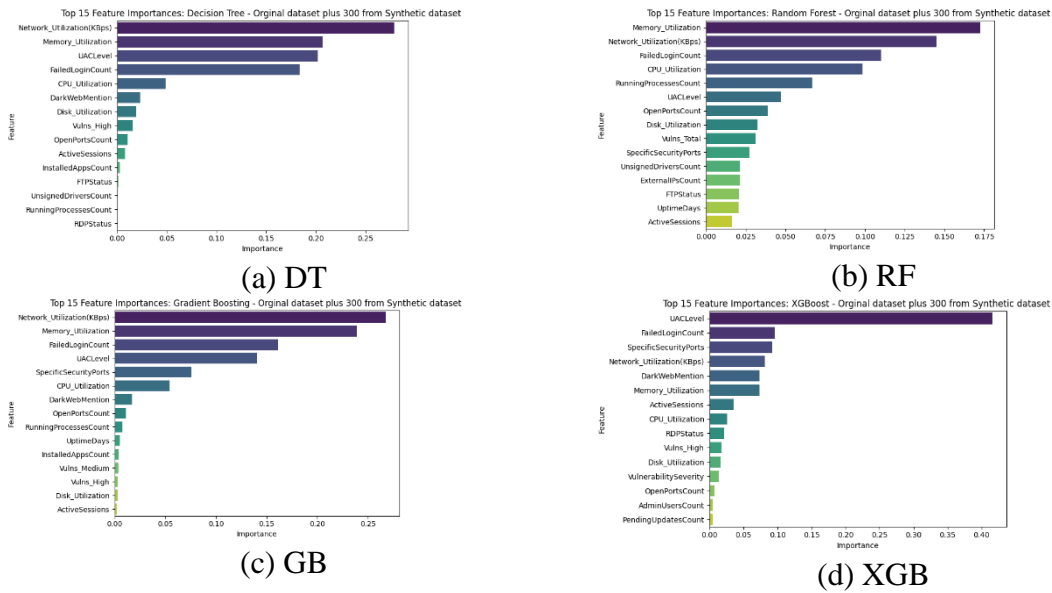 Top 15 Feature Importances: Decision Tree - Orginal dataset plus 300 from Synthetic dataset
Network_Utilization(KBps)
Memory_Utilization
UACLevel
FailedLoginCount
CPU_Utilization
DarkWebMention
Disk_Utilization
Vulns_High
OpenPortsCount
ActiveSessions
InstalledAppsCount
FTPStatus
UnsignedDriversCount
RunningProcessesCount
RDPStatus
Feature
0.00 0.05 0.10 0.15 0.20 0.25
Importance
(a) DT
Top 15 Feature Importances: Random Forest - Orginal dataset plus 300 from Synthetic dataset
Memory_Utilization
Network_Utilization(KBps)
FailedLoginCount
CPU_Utilization
RunningProcessesCount
UACLevel
OpenPortsCount
Disk_Utilization
Vulns_Total
SpecificSecurityPorts
UnsignedDriversCount
ExternalIPsCount
FTPStatus
UptimeDays
ActiveSessions
Feature
0.000 0.025 0.050 0.075 0.100 0.125 0.150 0.175
Importance
(b) RF
Top 15 Feature Importances: Gradient Boosting - Orginal dataset plus 300 from Synthetic dataset
Network_Utilization(KBps)
Memory_Utilization
FailedLoginCount
UACLevel
SpecificSecurityPorts
CPU_Utilization
DarkWebMention
OpenPortsCount
RunningProcessesCount
UptimeDays
InstalledAppsCount
Vulns_Medium
Vulns_High
Disk_Utilization
ActiveSessions
Feature
0.00 0.05 0.10 0.15 0.20 0.25
Importance
(c) GB
Top 15 Feature Importances: XGBoost - Orginal dataset plus 300 from Synthetic dataset
UACLevel
FailedLoginCount
SpecificSecurityPorts
Network_Utilization(KBps)
DarkWebMention
Memory_Utilization
ActiveSessions
CPU_Utilization
RDPStatus
Vulns_High
Disk_Utilization
VulnerabilitySeverity
OpenPortsCount
AdminUsersCount
PendingUpdatesCount
Feature
0.00 0.05 0.10 0.15 0.20 0.25 0.30 0.35 0.40
Importance
(d) XGB